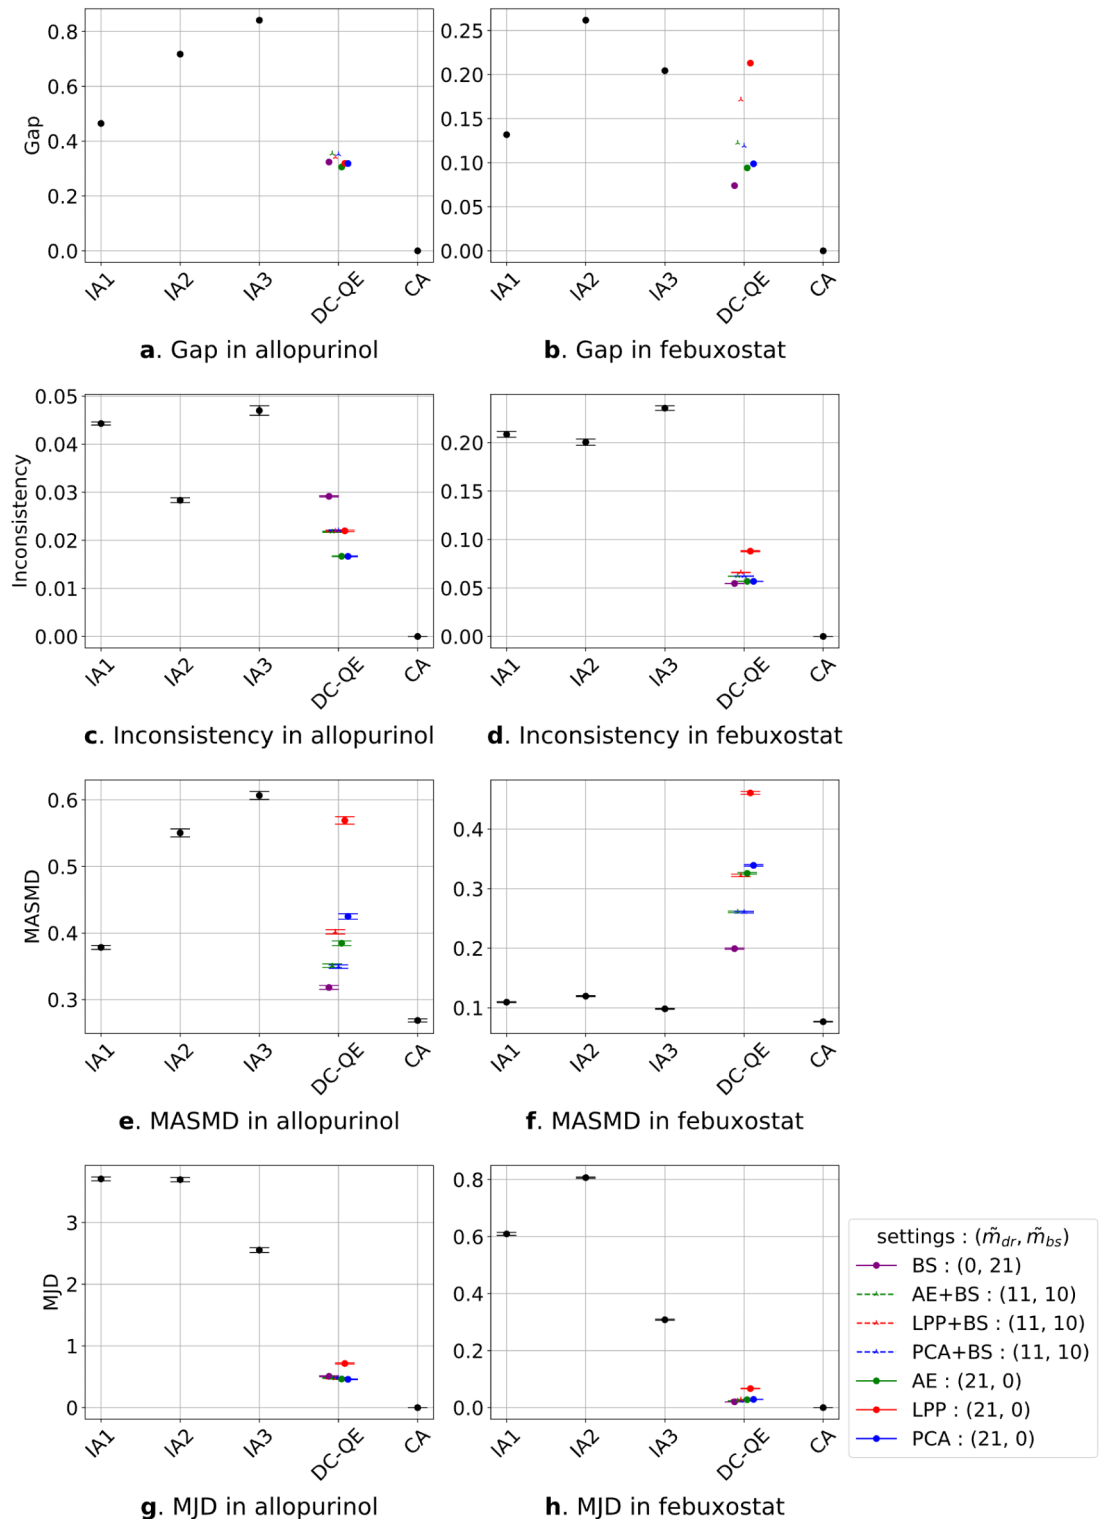 0.8
0.6
0.4
0.2
0.0
Gap
IA1
IA2
IA3
DC-QE
CA
a. Gap in allopurinol
0.25
0.20
0.15
0.10
0.05
0.00
IA1
IA2
IA3
DC-QE
CA
b. Gap in febuxostat
0.05
0.04
0.03
0.02
0.01
0.00
Inconsistency
IA1
IA2
IA3
DC-QE
CA
c. Inconsistency in allopurinol
0.20
0.15
0.10
0.05
0.00
IA1
IA2
IA3
DC-QE
CA
d. Inconsistency in febuxostat
0.6
0.5
0.4
0.3
MASMD
IA1
IA2
IA3
DC-QE
CA
e. MASMD in allopurinol
0.4
0.3
0.2
0.1
IA1
IA2
IA3
DC-QE
CA
f. MASMD in febuxostat
3
2
1
0
MJD
IA1
IA2
IA3
DC-QE
CA
g. MJD in allopurinol
0.8
0.6
0.4
0.2
0.0
IA1
IA2
IA3
DC-QE
CA
h. MJD in febuxostat
settings : (m̃dr, m̃bs)
BS : (0, 21)
AE+BS : (11, 10)
LPP+BS : (11, 10)
PCA+BS : (11, 10)
AE : (21, 0)
LPP : (21, 0)
PCA : (21, 0)